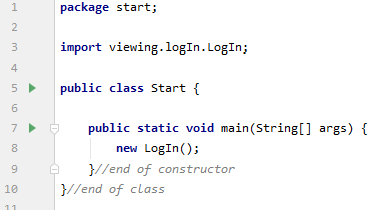 1 package start;
2
3 import viewing.logIn.LogIn;
4
5 public class Start {
6
7 public static void main(String[] args) {
8 new LogIn();
9 }//end of constructor
10 }//end of class
11